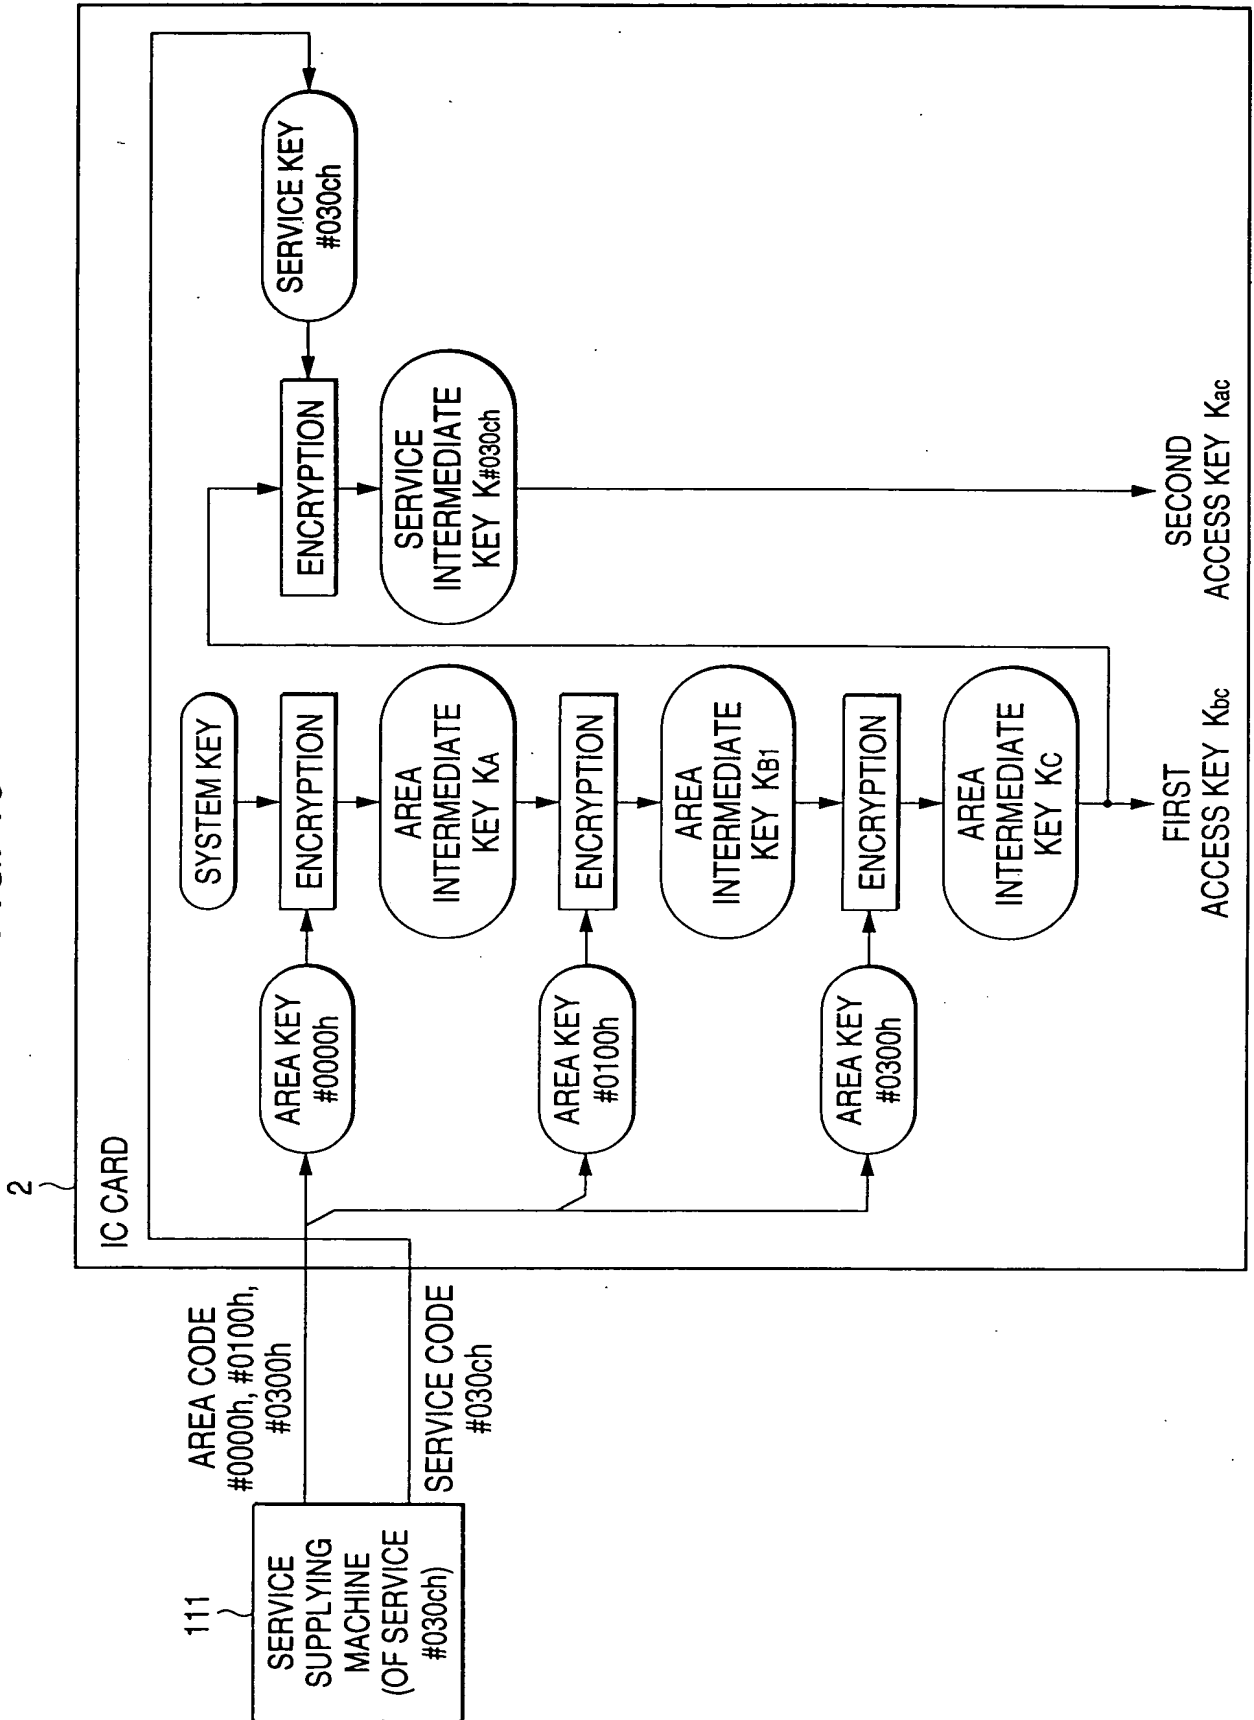 2
IC CARD
111
SERVICE
SUPPLYING
MACHINE
(OF SERVICE
#030ch)
AREA CODE
#0000h, #0100h,
#0300h
SERVICE CODE
#030ch
AREA KEY
#0000h
AREA KEY
#0100h
AREA KEY
#0300h
SYSTEM KEY
ENCRYPTION
AREA
INTERMEDIATE
KEY KA
ENCRYPTION
AREA
INTERMEDIATE
KEY KB1
ENCRYPTION
AREA
INTERMEDIATE
KEY KC
FIRST
ACCESS KEY Kbc
SERVICE KEY
#030ch
ENCRYPTION
SERVICE
INTERMEDIATE
KEY K#030ch
SECOND
ACCESS KEY Kac